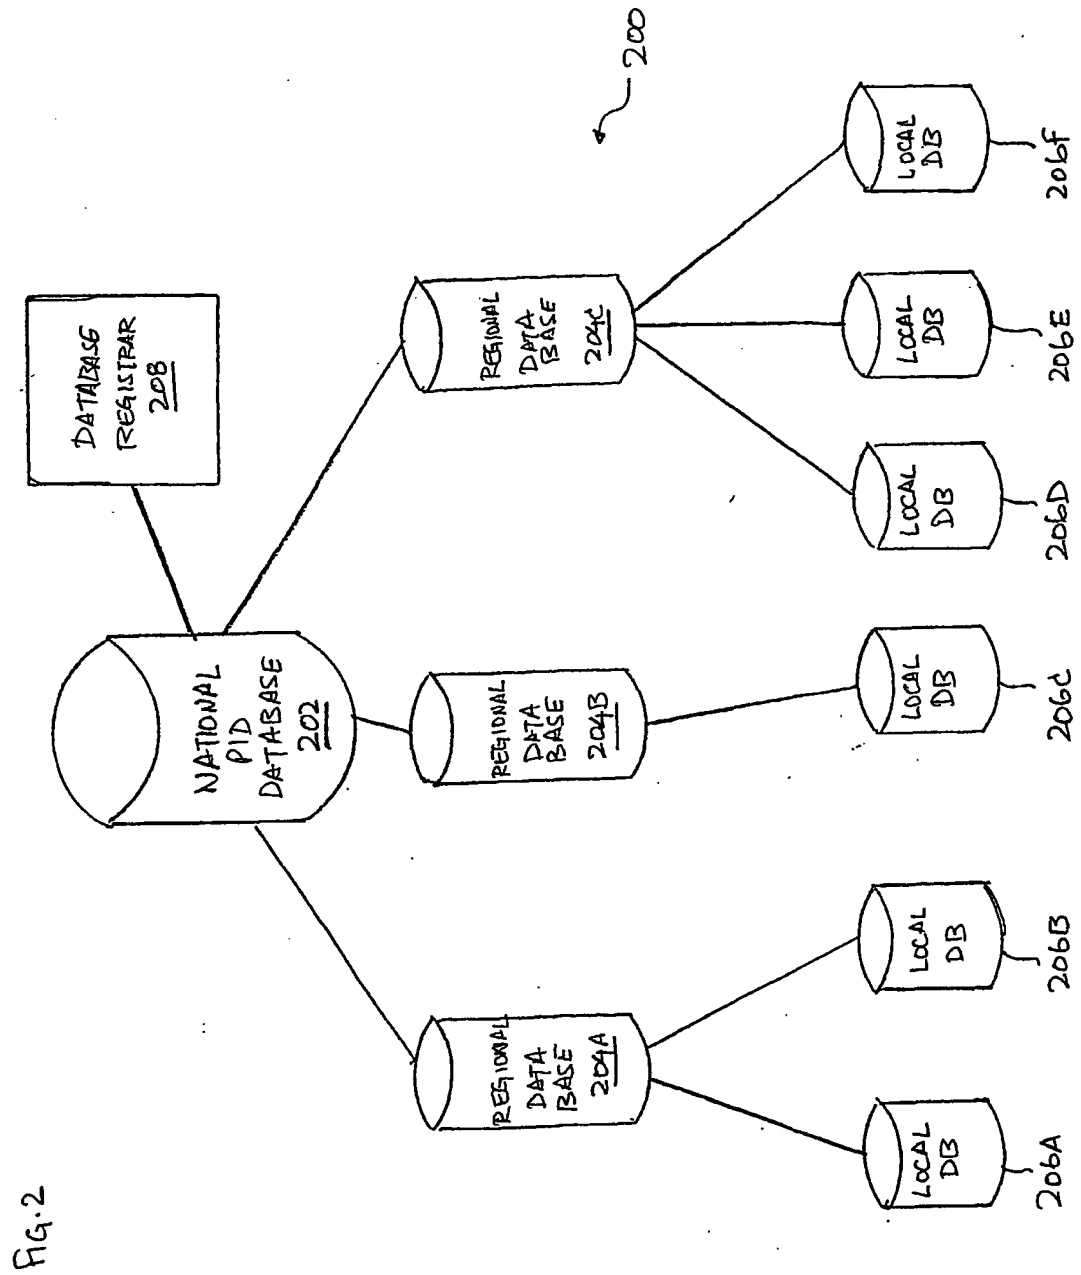 Fig. 2
200
DATABASE
REGISTRAR
208
NATIONAL
PID
DATABASE
202
REGIONAL
DATA
BASE
204A
REGIONAL
DATA
BASE
204B
REGIONAL
DATA
BASE
204C
LOCAL
DB
206A
LOCAL
DB
206B
LOCAL
DB
206C
LOCAL
DB
206D
LOCAL
DB
206E
LOCAL
DB
206F